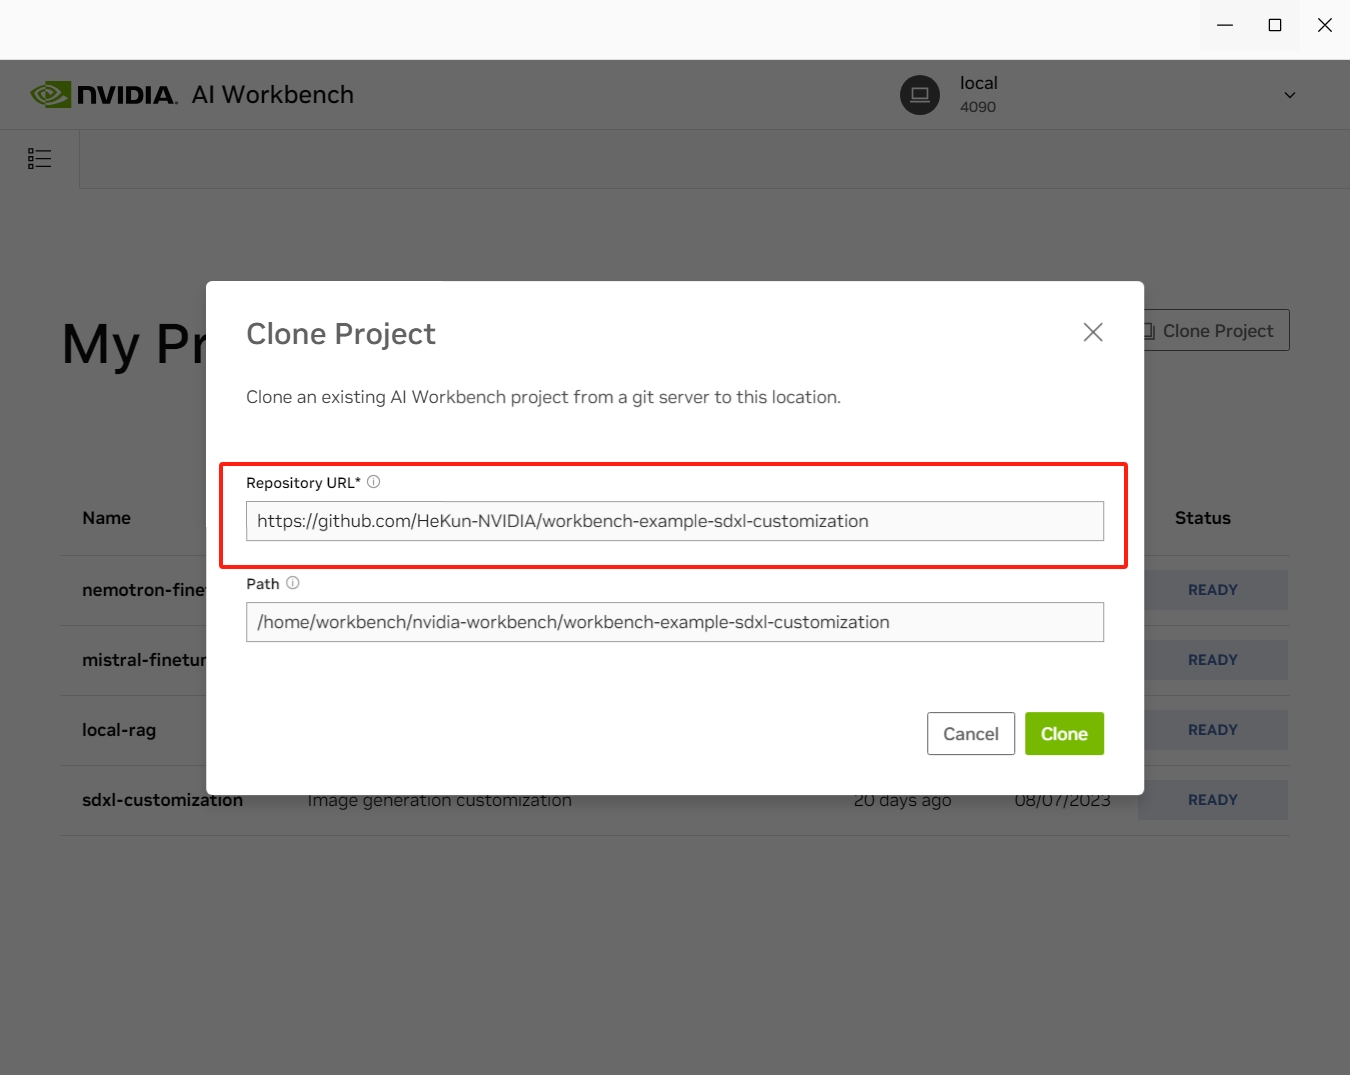 NVIDIA. AI Workbench
local
4090
My Pr
Clone Project
Clone Project
Clone an existing AI Workbench project from a git server to this location.
Repository URL*
https://github.com/HeKun-NVIDIA/workbench-example-sdxl-customization
Path
/home/workbench/nvidia-workbench/workbench-example-sdxl-customization
Cancel
Clone
Name
Status
nemotron-fine
READY
mistral-finetur
READY
local-rag
READY
sdxl-customization
Image generation customization
20 days ago
08/07/2023
READY